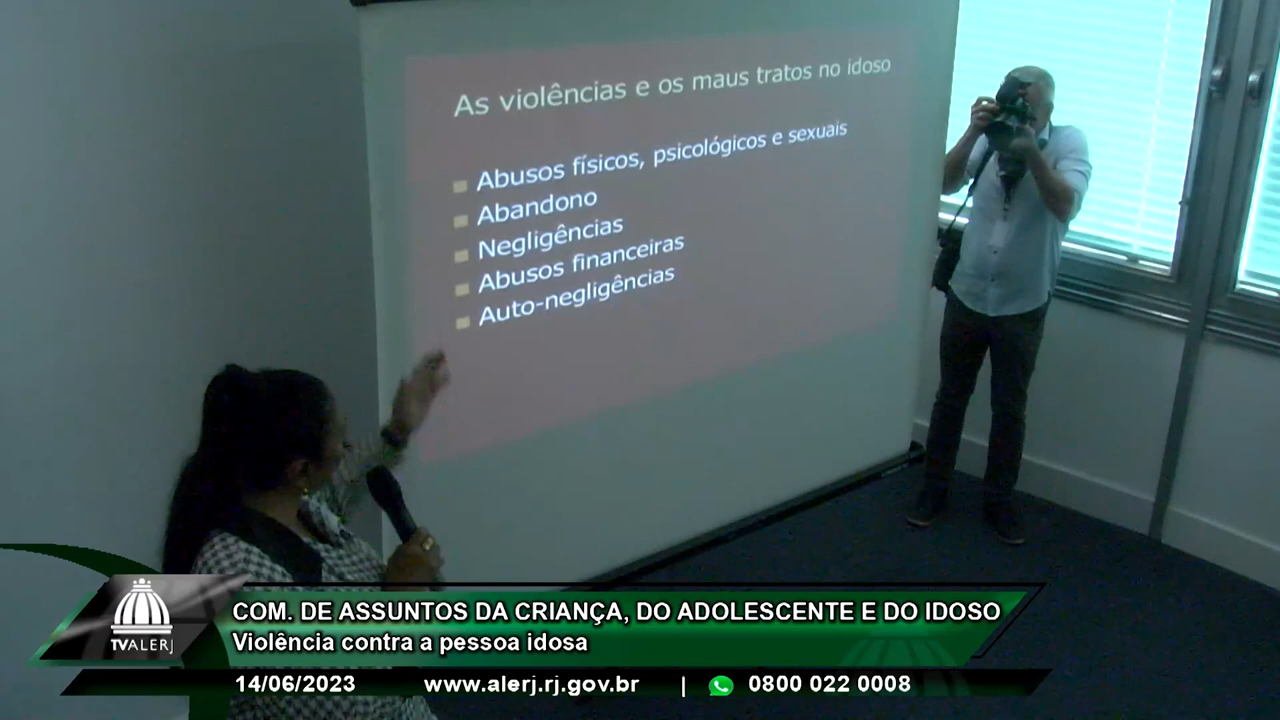 As violências e os maus tratos no idoso
Abusos físicos, psicológicos e sexuais
Abandono
Negligências
Abusos financeiras
Auto-negligências
COM. DE ASSUNTOS DA CRIANÇA, DO ADOLESCENTE E DO IDOSO
TVALERJ
Violência contra a pessoa idosa
14/06/2023 www.alerj.rj.gov.br | 0800 022 0008